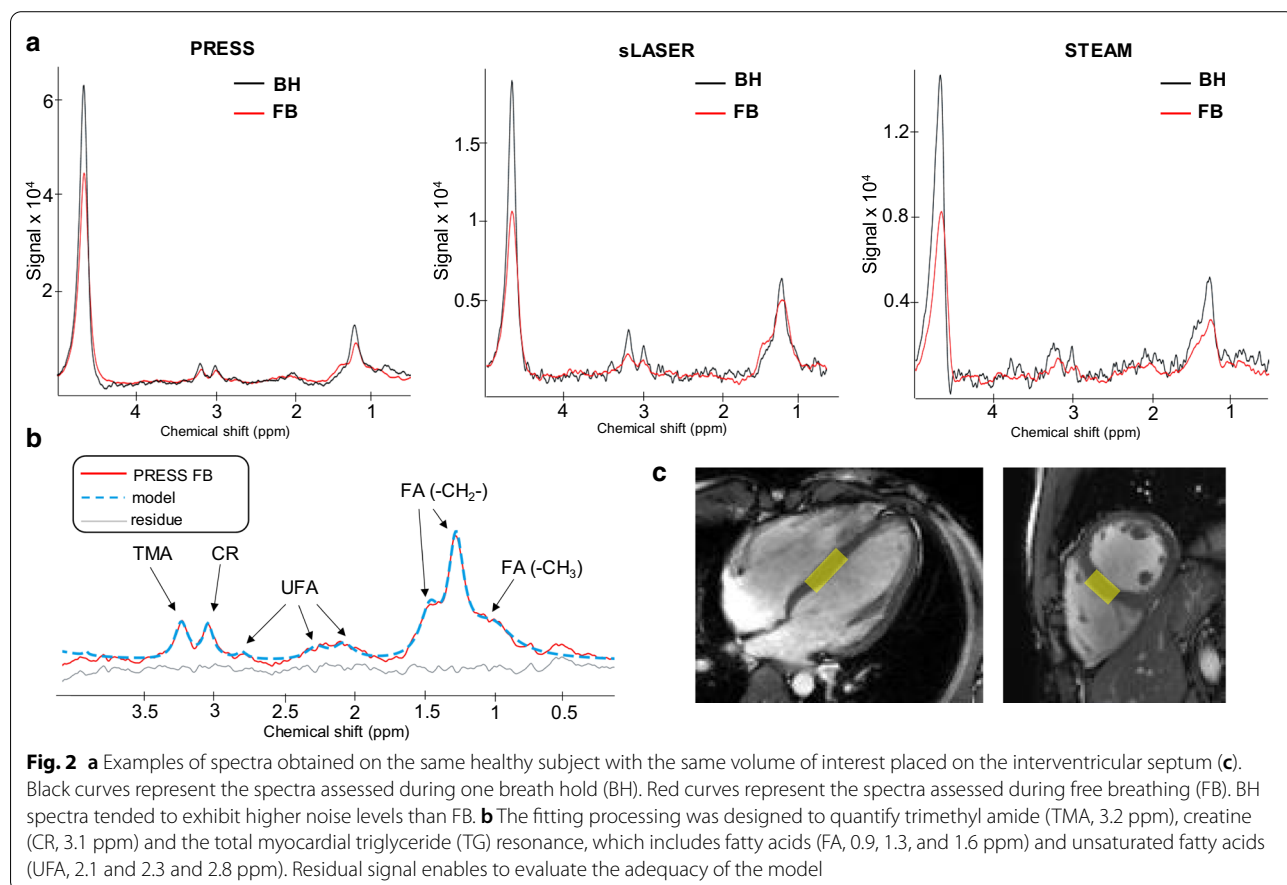 a
PRESS
BH
FB
6
4
2
Signal x 10⁴
4 3 2 1
Chemical shift (ppm)
sLASER
BH
FB
1.5
1
0.5
Signal x 10⁴
4 3 2 1
Chemical shift (ppm)
STEAM
BH
FB
1.2
0.8
0.4
Signal x 10⁴
4 3 2 1
Chemical shift (ppm)
b
PRESS FB
model
residue
TMA
CR
UFA
FA (-CH₂-)
FA (-CH₃)
3.5 3 2.5 2 1.5 1 0.5
Chemical shift (ppm)
c
Fig. 2 a Examples of spectra obtained on the same healthy subject with the same volume of interest placed on the interventricular septum (c).
Black curves represent the spectra assessed during one breath hold (BH). Red curves represent the spectra assessed during free breathing (FB). BH
spectra tended to exhibit higher noise levels than FB. b The fitting processing was designed to quantify trimethyl amide (TMA, 3.2 ppm), creatine
(CR, 3.1 ppm) and the total myocardial triglyceride (TG) resonance, which includes fatty acids (FA, 0.9, 1.3, and 1.6 ppm) and unsaturated fatty acids
(UFA, 2.1 and 2.3 and 2.8 ppm). Residual signal enables to evaluate the adequacy of the model